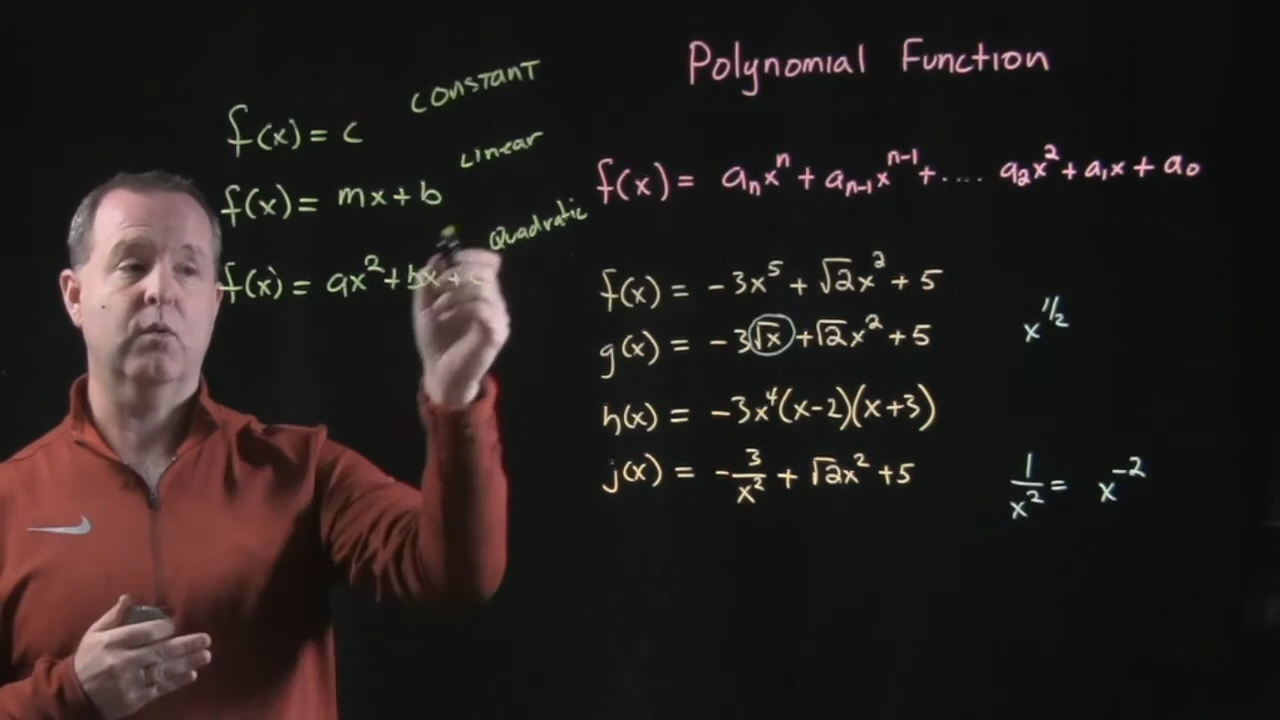 Polynomial Function
constant
f(x) = c
Linear
f(x) = mx + b
Quadratic
f(x) = ax² + bx +
f(x) = aₙxⁿ + aₙ₋₁xⁿ⁻¹ + .... a₂x² + a₁x + a₀
f(x) = -3x⁵ + √2x² + 5
g(x) = -3√x + √2x² + 5
x^1/2
h(x) = -3x⁴(x-2)(x+3)
j(x) = -3/x² + √2x² + 5
1/x² = x⁻²